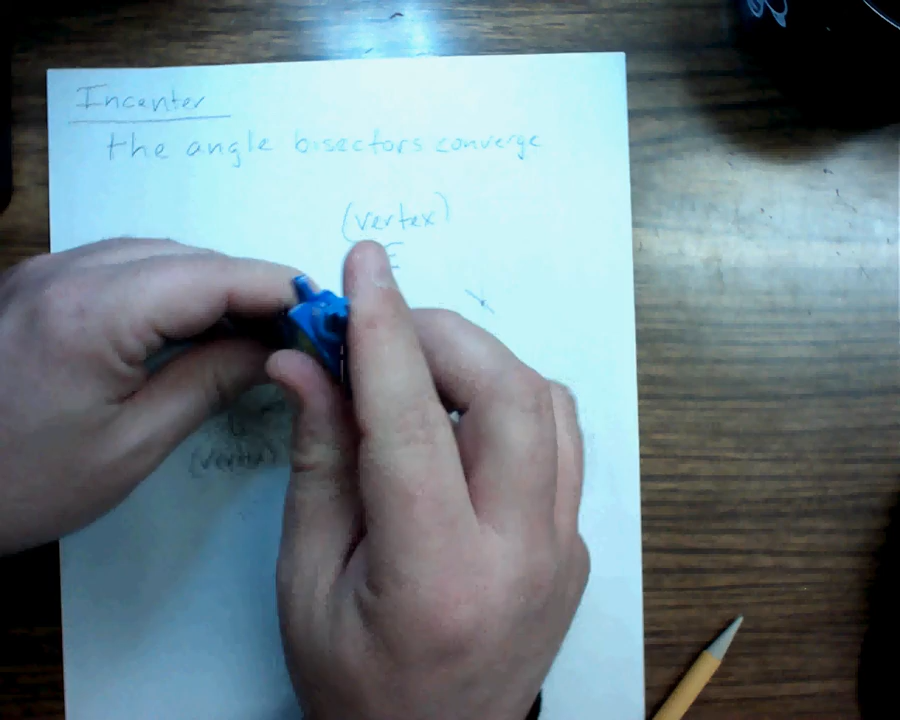 Incenter
the angle bisectors converge
(vertex)
E
(vertex)